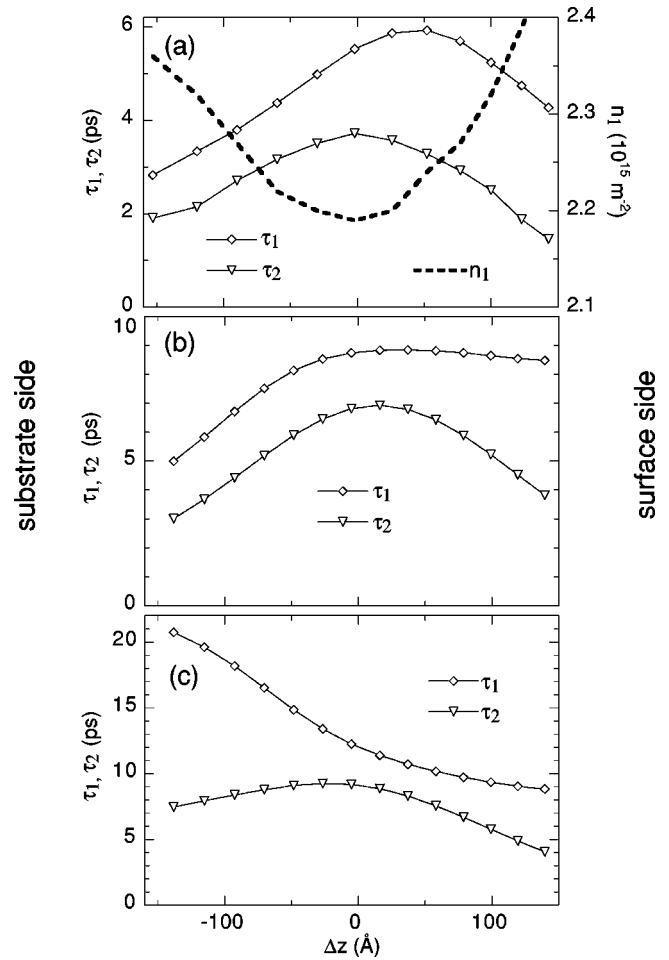 (a)
6
4
2
0
τ₁, τ₂ (ps)
2.4
2.3
2.2
2.1
n₁ (10¹⁵ m⁻²)
τ₁
τ₂
n₁
(b)
10
5
0
τ₁, τ₂ (ps)
τ₁
τ₂
substrate side
surface side
(c)
20
15
10
5
0
τ₁, τ₂ (ps)
τ₁
τ₂
-100
0
100
Δz (Å)